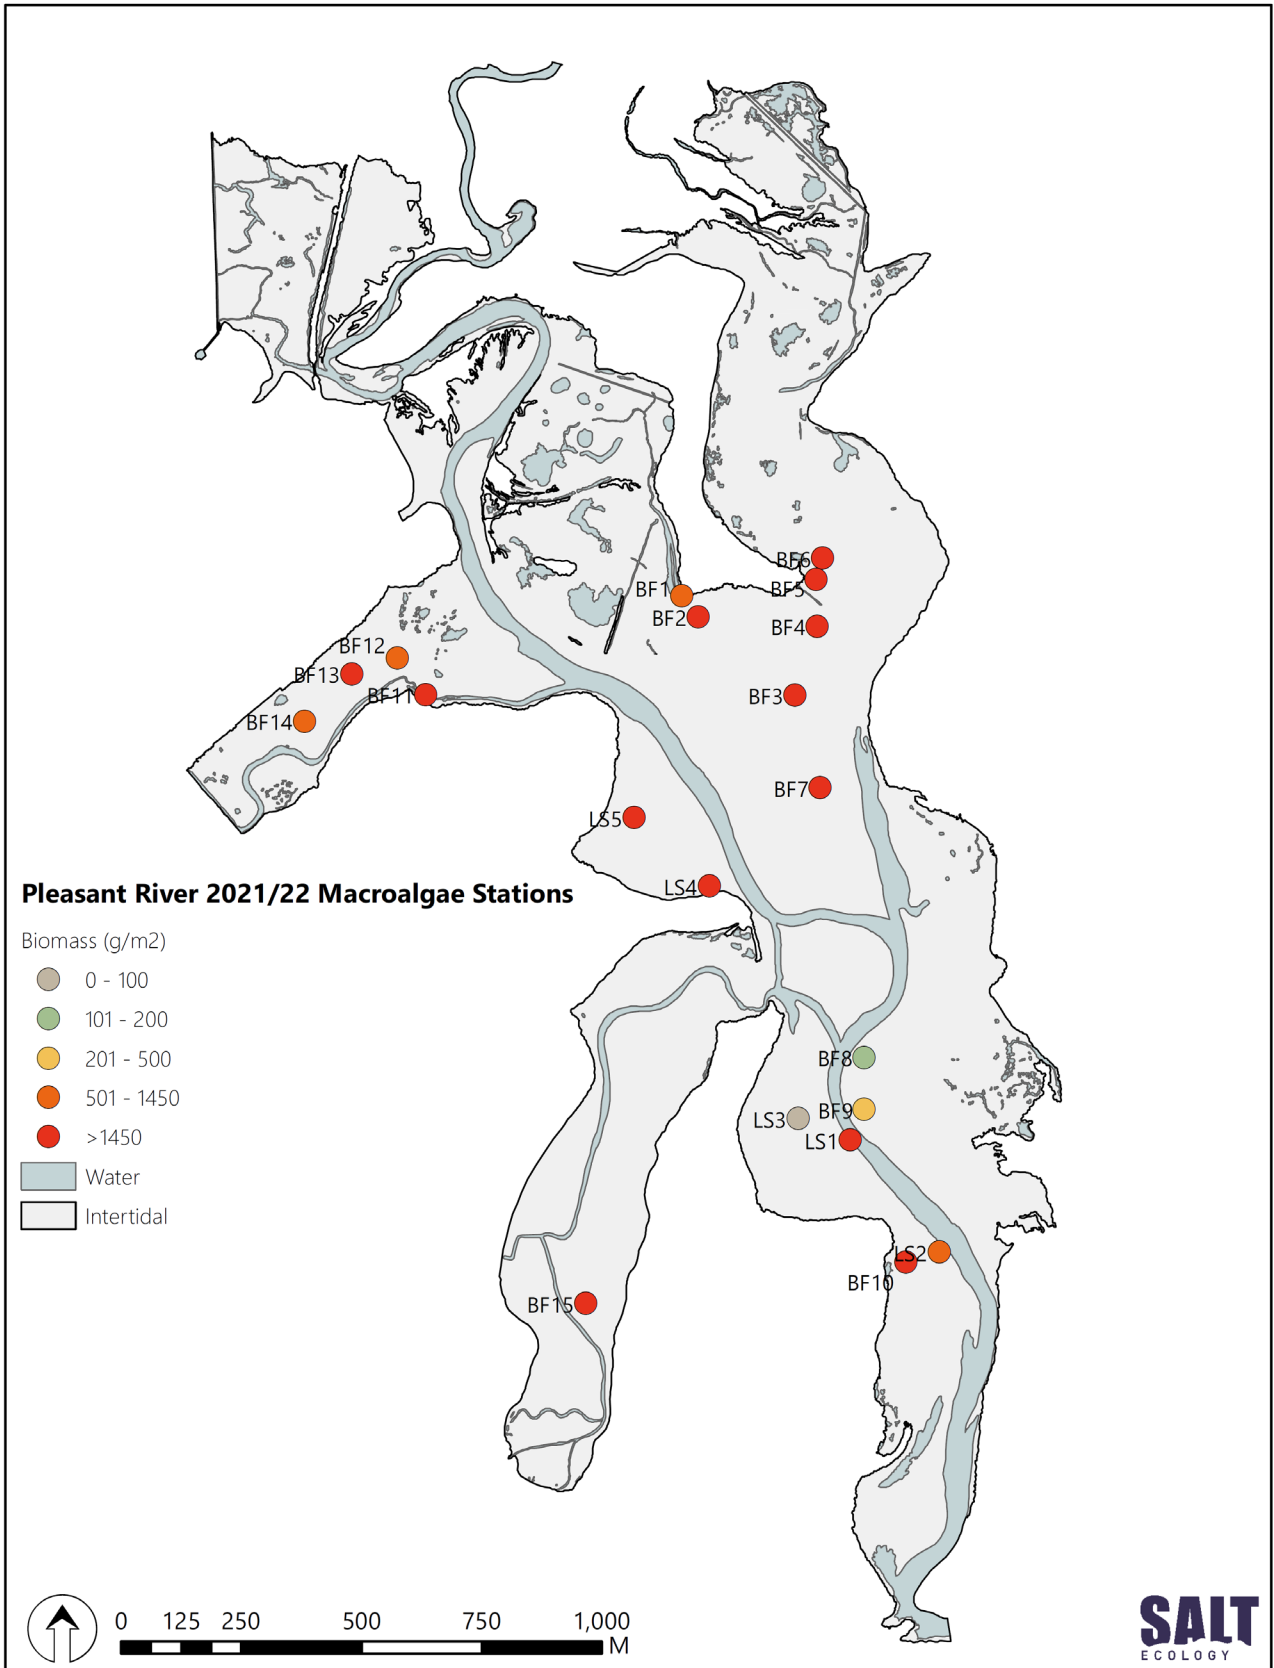 BF6
BF5
BF1
BF2
BF4
BF12
BF13
BF11
BF3
BF14
BF7
LS5
LS4
Pleasant River 2021/22 Macroalgae Stations
Biomass (g/m2)
0 - 100
101 - 200
201 - 500
501 - 1450
>1450
Water
Intertidal
BF8
BF9
LS3
LS1
LS2
BF10
BF15
0 125 250 500 750 1,000
M
SALT
ECOLOGY